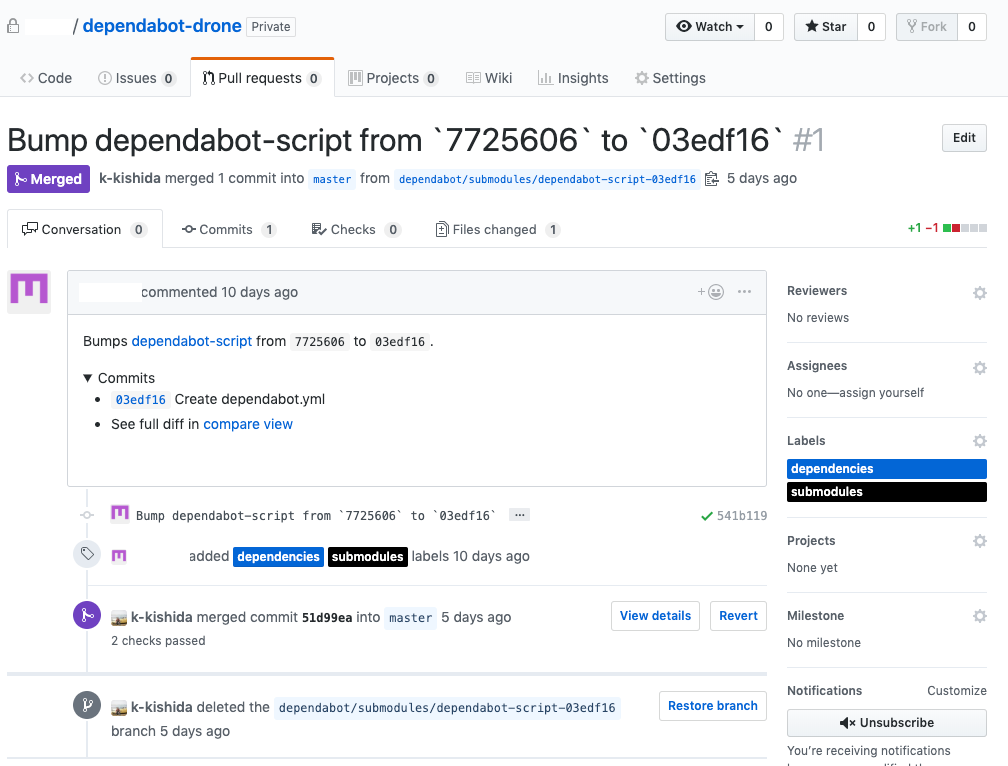 / dependabot-drone Private
Watch 0 Star 0 Fork 0
Code Issues 0 Pull requests 0 Projects 0 Wiki Insights Settings
Bump dependabot-script from `7725606` to `03edf16` #1
Edit
Merged k-kishida merged 1 commit into master from dependabot/submodules/dependabot-script-03edf16 5 days ago
Conversation 0 Commits 1 Checks 0 Files changed 1
+1 −1
commented 10 days ago
Bumps dependabot-script from 7725606 to 03edf16 .
▼ Commits
• 03edf16 Create dependabot.yml
• See full diff in compare view
Bump dependabot-script from `7725606` to `03edf16` ...
541b119
added dependencies submodules labels 10 days ago
k-kishida merged commit 51d99ea into master 5 days ago
2 checks passed
View details Revert
k-kishida deleted the dependabot/submodules/dependabot-script-03edf16
branch 5 days ago
Restore branch
Reviewers
No reviews
Assignees
No one—assign yourself
Labels
dependencies
submodules
Projects
None yet
Milestone
No milestone
Notifications Customize
Unsubscribe
You're receiving notifications